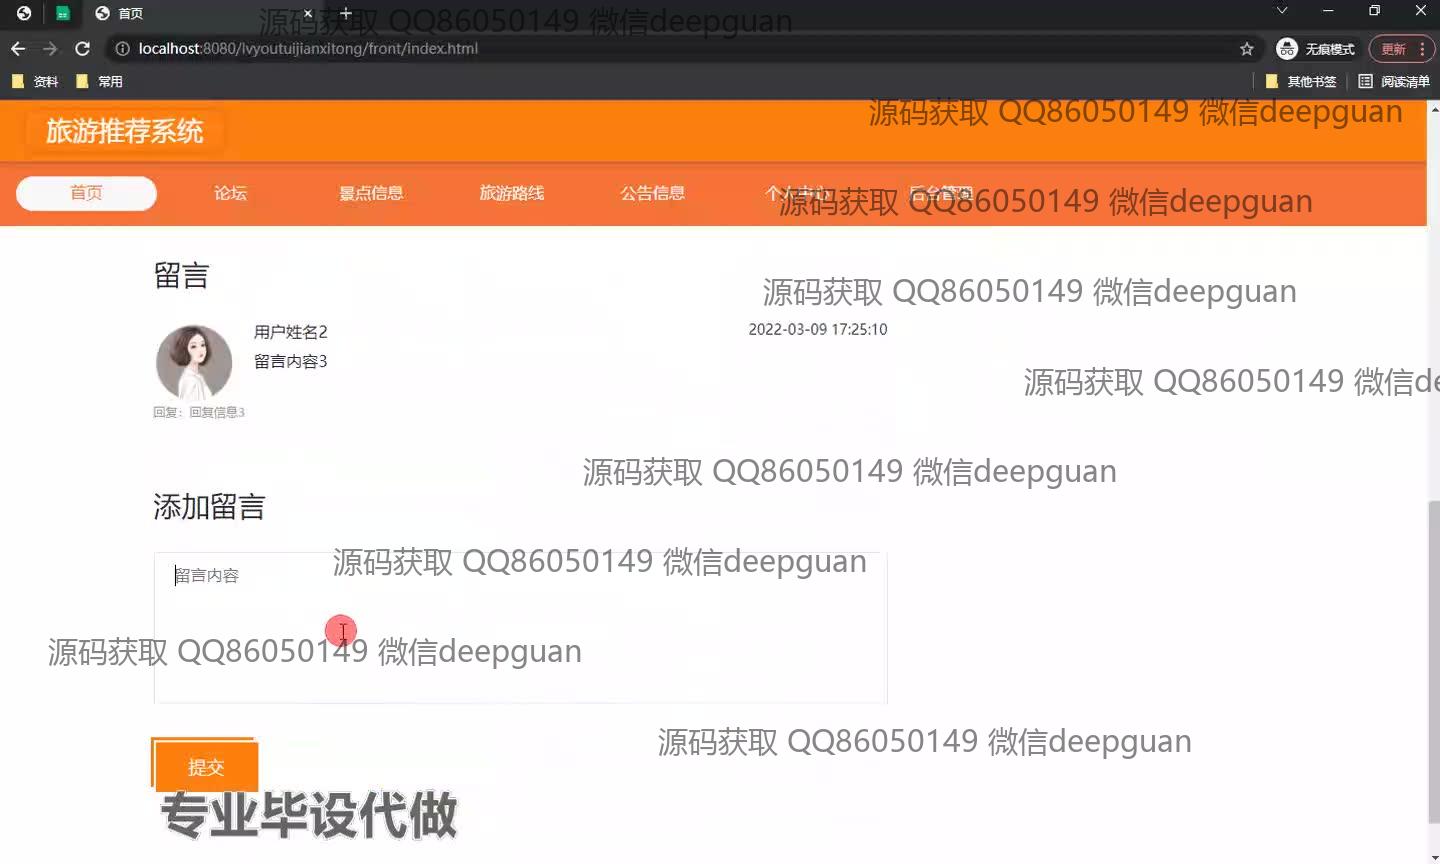 首页
源码获取 QQ86050149 微信deepguan
localhost:8080/lvyoutuijianxitong/front/index.html
无痕模式
更新
资料
常用
其他书签
阅读清单
源码获取 QQ86050149 微信deepguan
旅游推荐系统
首页
论坛
景点信息
旅游路线
公告信息
个人中心
后台管理
源码获取 QQ86050149 微信deepguan
留言
源码获取 QQ86050149 微信deepguan
用户姓名2
2022-03-09 17:25:10
留言内容3
源码获取 QQ86050149 微信de
回复：回复信息3
源码获取 QQ86050149 微信deepguan
添加留言
源码获取 QQ86050149 微信deepguan
留言内容
源码获取 QQ86050149 微信deepguan
源码获取 QQ86050149 微信deepguan
提交
专业毕设代做